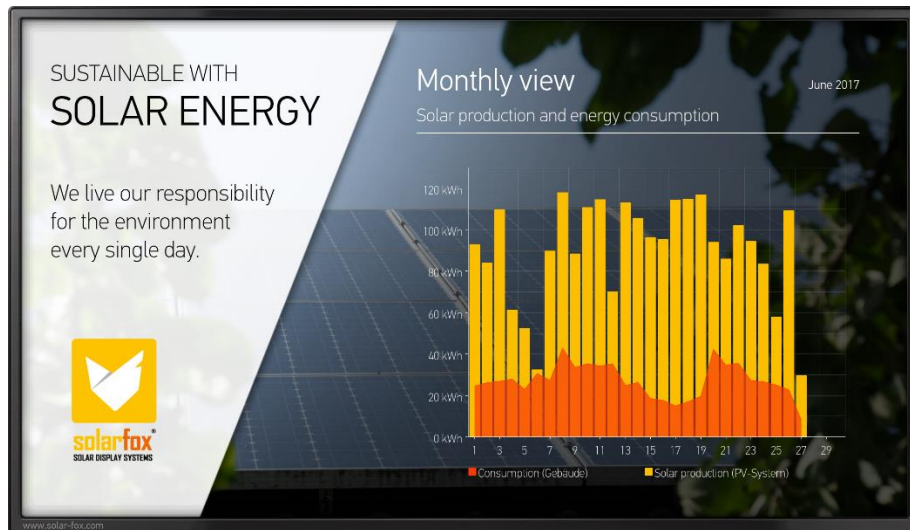 SUSTAINABLE WITH
SOLAR ENERGY
We live our responsibility
for the environment
every single day.
solarfox®
SOLAR DISPLAY SYSTEMS
www.solar-fox.com
Monthly view
June 2017
Solar production and energy consumption
120 kWh
100 kWh
80 kWh
60 kWh
40 kWh
20 kWh
0 kWh
1 3 5 7 9 11 13 15 17 19 21 23 25 27 29
Consumption (Gebäude)
Solar production (PV-System)